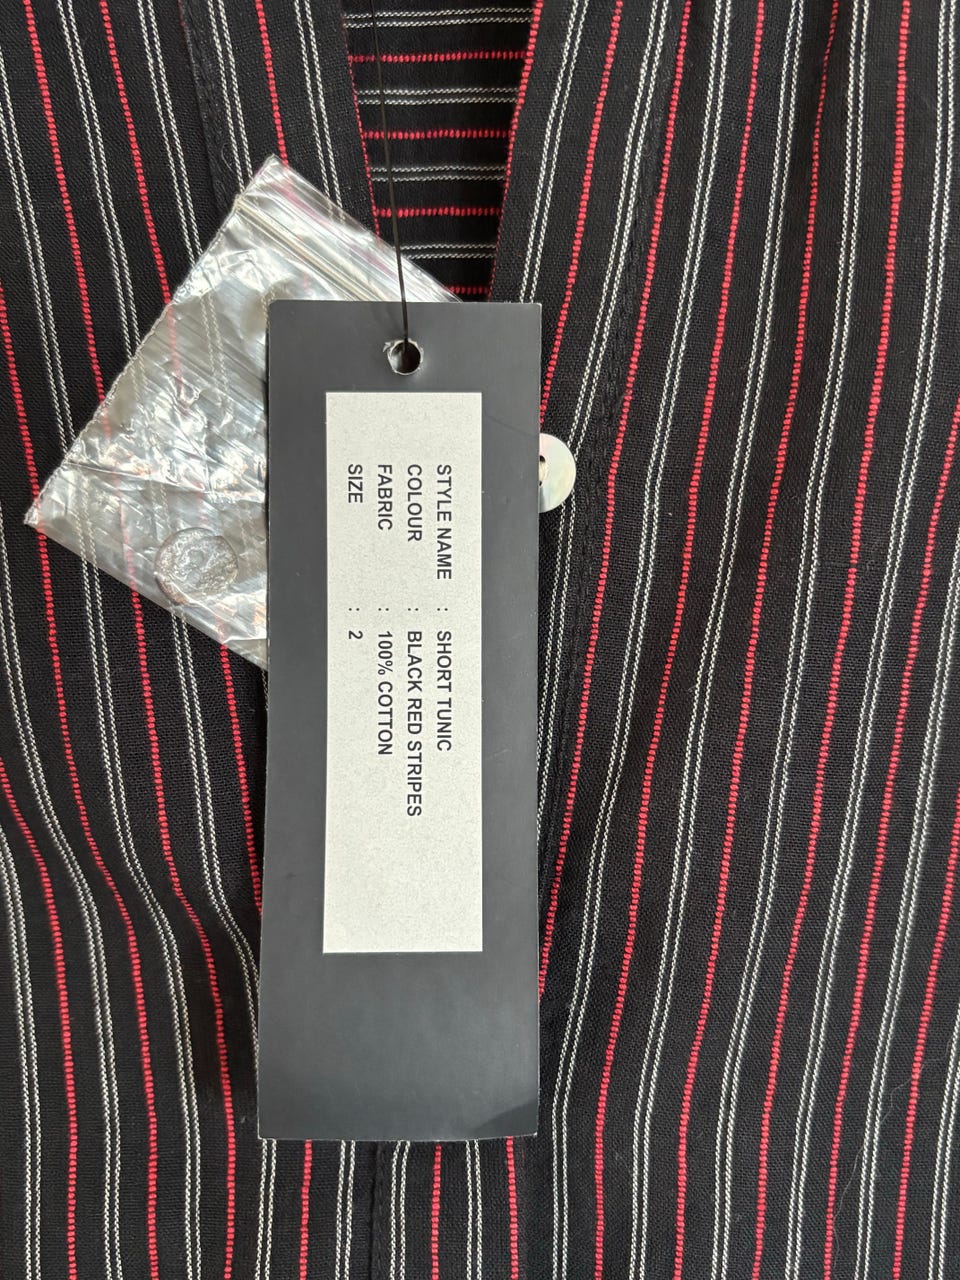 STYLE NAME : SHORT TUNIC
COLOUR : BLACK RED STRIPES
FABRIC : 100% COTTON
SIZE : 2